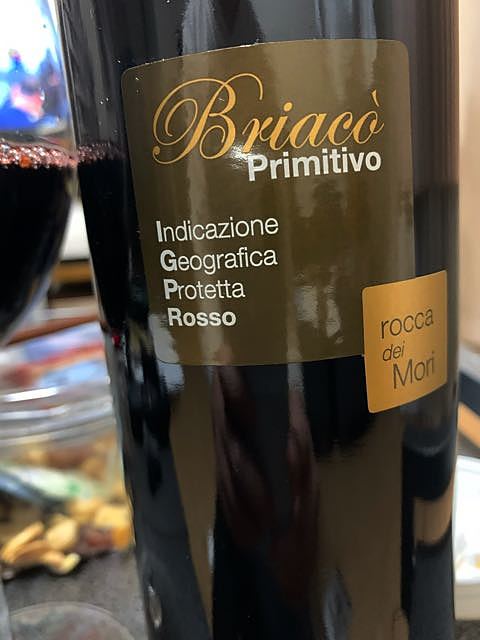 Briacò
Primitivo
Indicazione
Geografica
Protetta
Rosso
rocca
dei
Mori